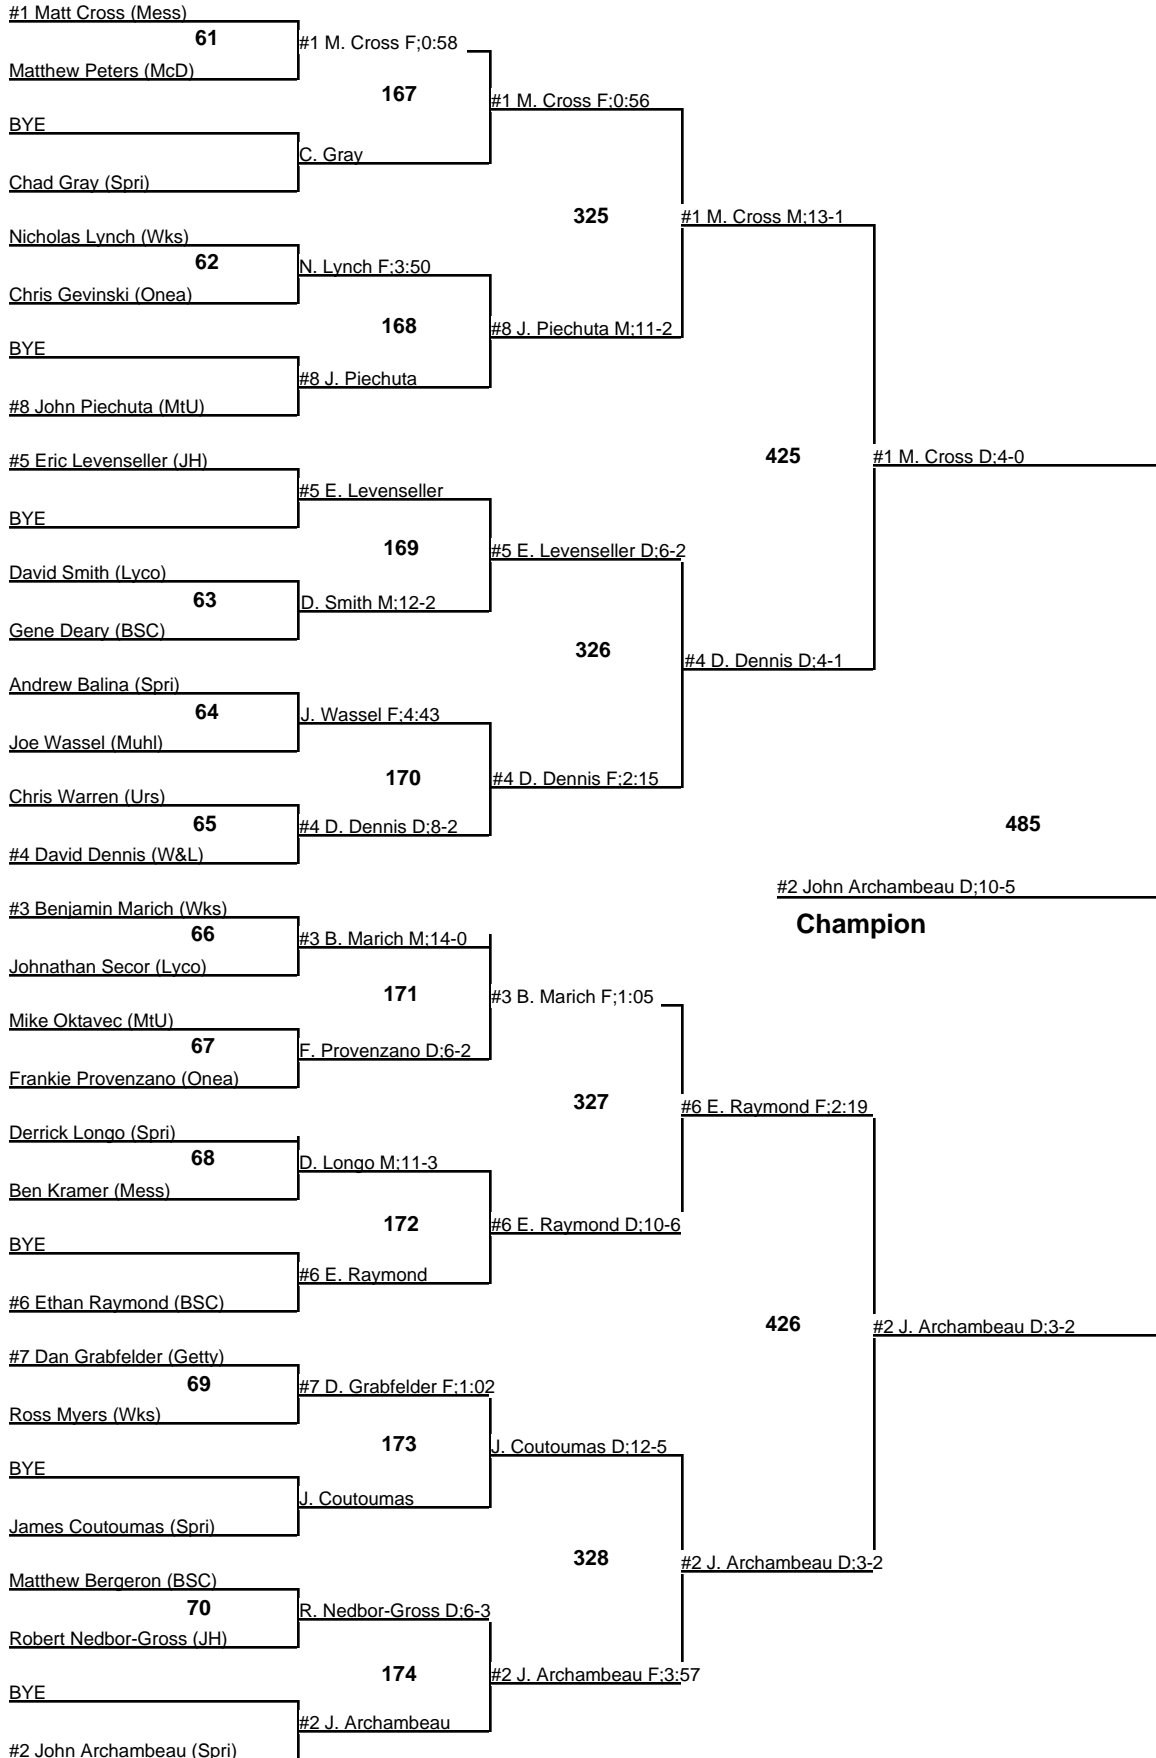 #1 Matt Cross (Mess)
61
#1 M. Cross F;0:58
Matthew Peters (McD)
167
#1 M. Cross F;0:56
BYE
C. Gray
Chad Gray (Spri)
325
#1 M. Cross M;13-1
Nicholas Lynch (Wks)
62
N. Lynch F;3:50
Chris Gevinski (Onea)
168
#8 J. Piechuta M;11-2
BYE
#8 J. Piechuta
#8 John Piechuta (MtU)
425
#1 M. Cross D;4-0
#5 Eric Levenseller (JH)
#5 E. Levenseller
BYE
169
#5 E. Levenseller D;6-2
David Smith (Lyco)
63
D. Smith M;12-2
Gene Deary (BSC)
326
#4 D. Dennis D;4-1
Andrew Balina (Spri)
64
J. Wassel F;4:43
Joe Wassel (Muhl)
170
#4 D. Dennis F;2:15
Chris Warren (Urs)
65
#4 D. Dennis D;8-2
485
#4 David Dennis (W&L)
#2 John Archambeau D;10-5
Champion
#3 Benjamin Marich (Wks)
66
#3 B. Marich M;14-0
Johnathan Secor (Lyco)
171
#3 B. Marich F;1:05
Mike Oktavec (MtU)
67
F. Provenzano D;6-2
Frankie Provenzano (Onea)
327
#6 E. Raymond F;2:19
Derrick Longo (Spri)
68
D. Longo M;11-3
Ben Kramer (Mess)
172
#6 E. Raymond D;10-6
BYE
#6 E. Raymond
#6 Ethan Raymond (BSC)
426
#2 J. Archambeau D;3-2
#7 Dan Grabfelder (Getty)
69
#7 D. Grabfelder F;1:02
Ross Myers (Wks)
173
J. Coutoumas D;12-5
BYE
J. Coutoumas
James Coutoumas (Spri)
328
#2 J. Archambeau D;3-2
Matthew Bergeron (BSC)
70
R. Nedbor-Gross D;6-3
Robert Nedbor-Gross (JH)
174
#2 J. Archambeau F;3:57
BYE
#2 J. Archambeau
#2 John Archambeau (Spri)